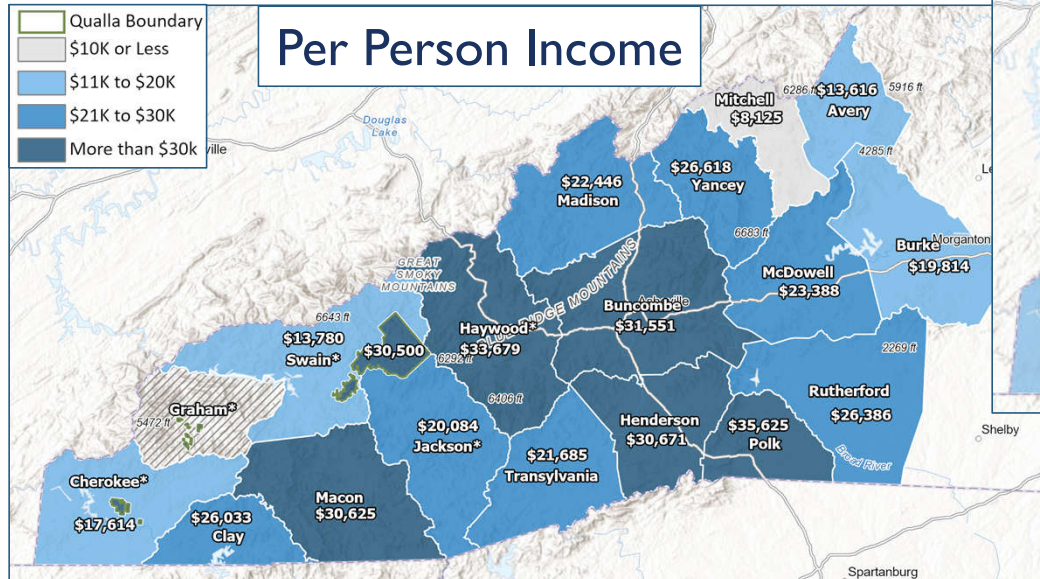 Per Person Income
Qualla Boundary
$10K or Less
$11K to $20K
$21K to $30K
More than $30k
ville
Douglas
Lake
Mitchell
$8,125
6286 ft
$13,616
Avery
5916 ft
4285 ft
$22,446
Madison
$26,618
Yancey
6683 ft
Burke
Morganton
$19,814
McDowell
$23,388
GREAT
SMOKY
MOUNTAINS
MOUNTAINS
Buncombe
$31,551
Haywood*
$33,679
6643 ft
$13,780
Swain*
$30,500
6292 ft
6406 ft
2269 ft
Rutherford
$26,386
Graham*
5472 ft
$20,084
Jackson*
Henderson
$30,671
$35,625
Polk
$21,685
Transylvania
Broad River
Shelby
Cherokee*
$17,614
$26,033
Clay
Macon
$30,625
Spartanburg